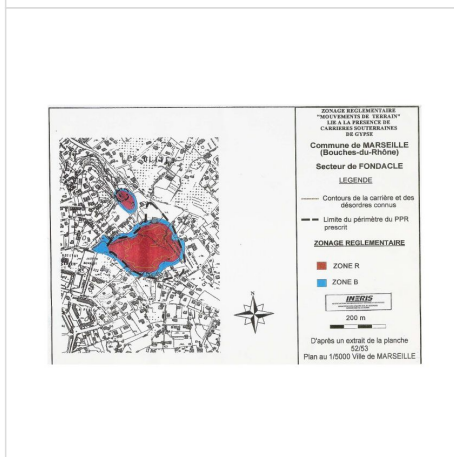 ZONAGE REGLEMENTAIRE
"MOUVEMENTS DE TERRAIN"
LIE A LA PRESENCE DE
CARRIERES SOUTERRAINES
DE GYPSE
Commune de MARSEILLE
(Bouches-du-Rhône)
Secteur de FONDACLE
LEGENDE
Contours de la carrière et des
désordres connus
Limite du périmètre du PPR
prescrit
ZONAGE REGLEMENTAIRE
ZONE R
ZONE B
INERIS
200 m
D'après un extrait de la planche
52/53
Plan au 1/5000 Ville de MARSEILLE
N